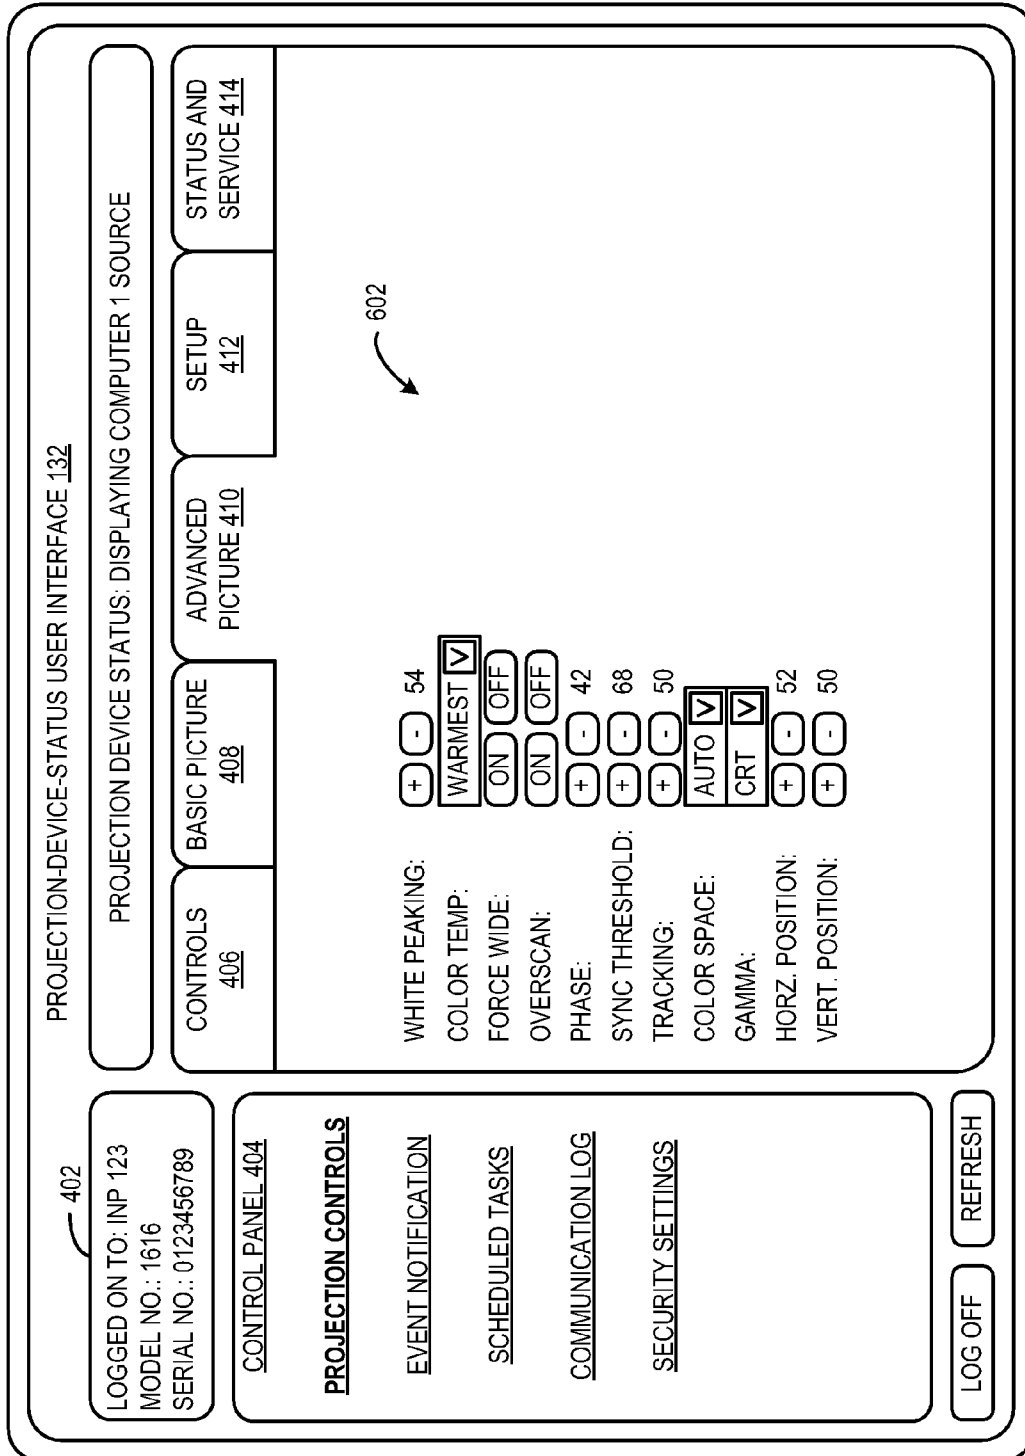 PROJECTION-DEVICE-STATUS USER INTERFACE 132
402
LOGGED ON TO: INP 123
MODEL NO.: 1616
SERIAL NO.: 0123456789
PROJECTION DEVICE STATUS: DISPLAYING COMPUTER 1 SOURCE
CONTROLS
406
BASIC PICTURE
408
ADVANCED
PICTURE 410
SETUP
412
STATUS AND
SERVICE 414
CONTROL PANEL 404
PROJECTION CONTROLS
EVENT NOTIFICATION
SCHEDULED TASKS
COMMUNICATION LOG
SECURITY SETTINGS
602
WHITE PEAKING: + - 54
COLOR TEMP: WARMEST V
FORCE WIDE: ON OFF
OVERSCAN: ON OFF
PHASE: + - 42
SYNC THRESHOLD: + - 68
TRACKING: + - 50
COLOR SPACE: AUTO V
GAMMA: CRT V
HORZ. POSITION: + - 52
VERT. POSITION: + - 50
LOG OFF REFRESH